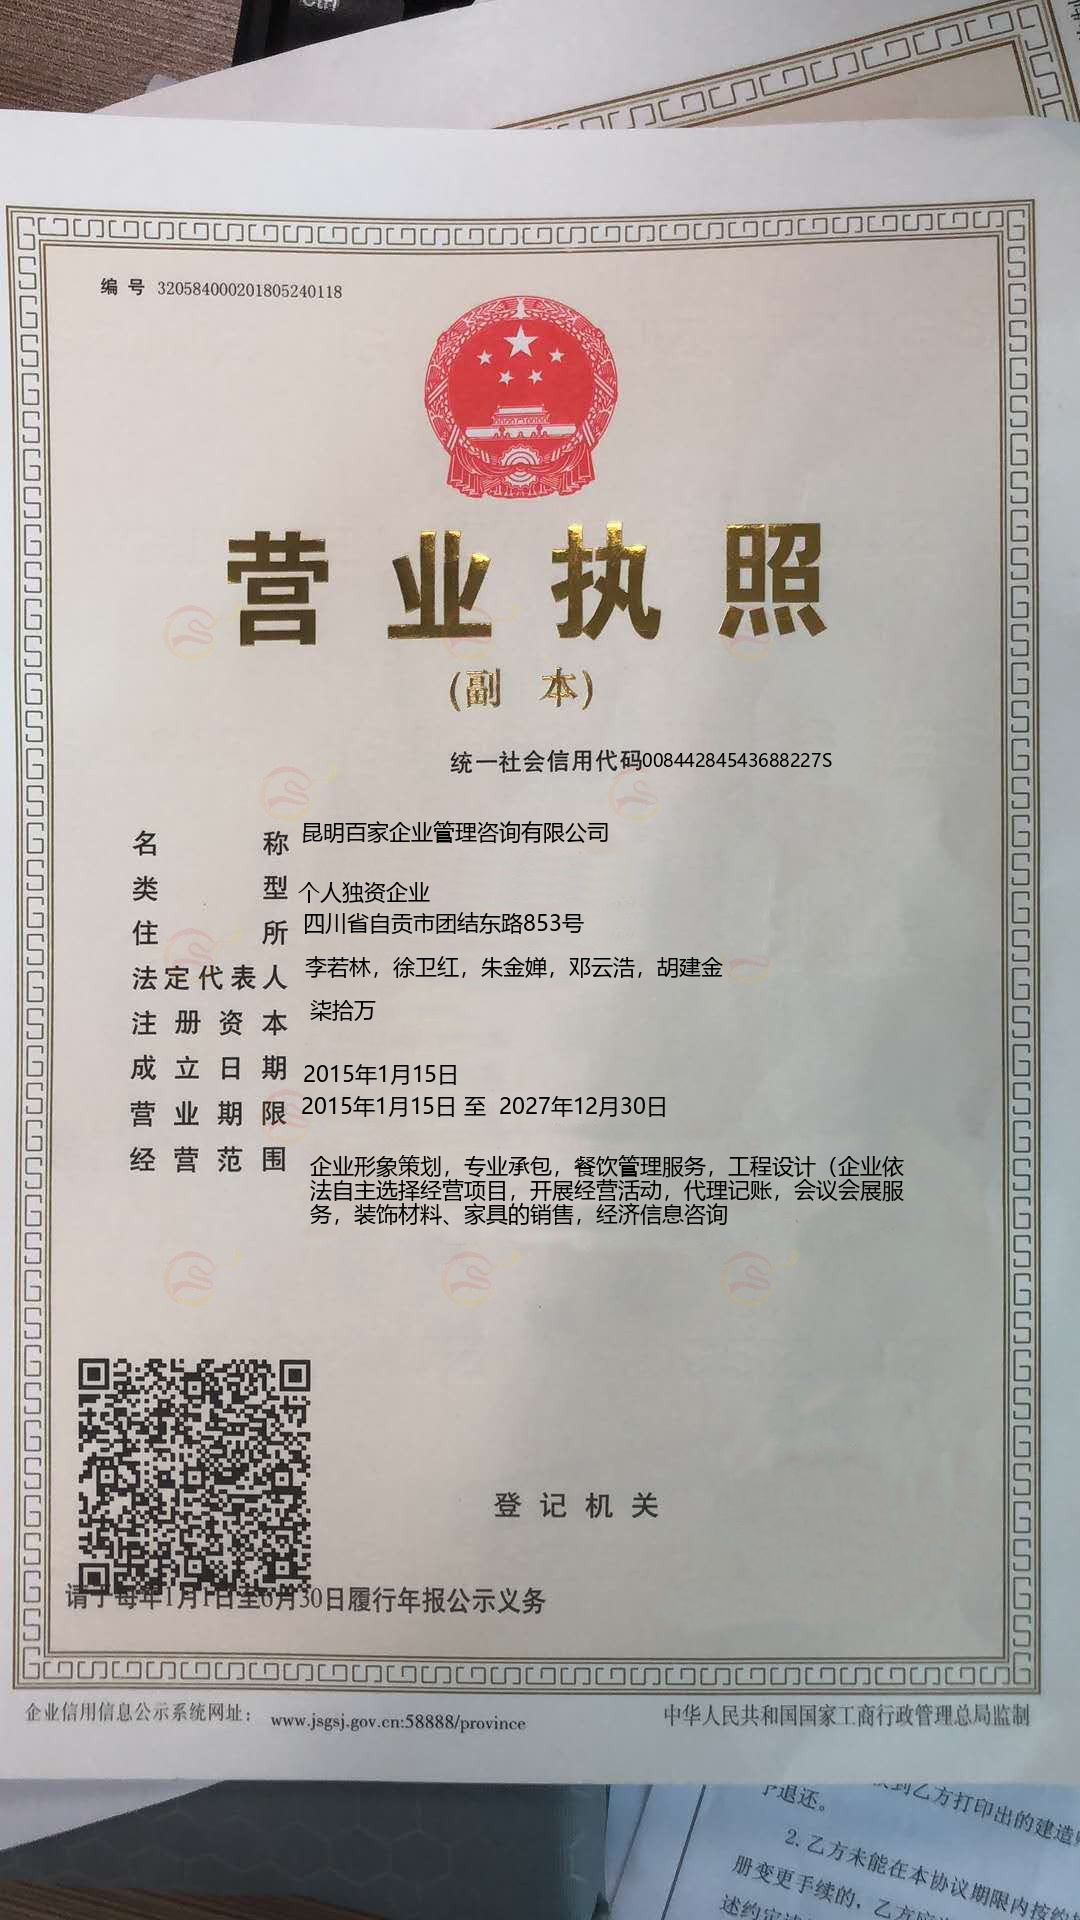 Ctrl
编 号 320584000201805240118
营业执照
(副 本)
统一社会信用代码0084428454368822​7S
名 称 昆明百家企业管理咨询有限公司
类 型 个人独资企业
住 所 四川省自贡市团结东路853号
法定代表人 李若林，徐卫红，朱金婵，邓云浩，胡建金
注册资本 柒拾万
成立日期 2015年1月15日
营业期限 2015年1月15日 至 2027年12月30日
经营范围 企业形象策划，专业承包，餐饮管理服务，工程设计（企业依
法自主选择经营项目，开展经营活动，代理记账，会议会展服
务，装饰材料、家具的销售，经济信息咨询
登记机关
请于每年1月1日至6月30日履行年报公示义务
企业信用信息公示系统网址： www.jsgsj.gov.cn:58888/province
中华人民共和国国家工商行政管理总局监制
到乙方打印出的建造
退还。
2.乙方未能在本协议期限内按约
册变更手续的，乙方应
述约定